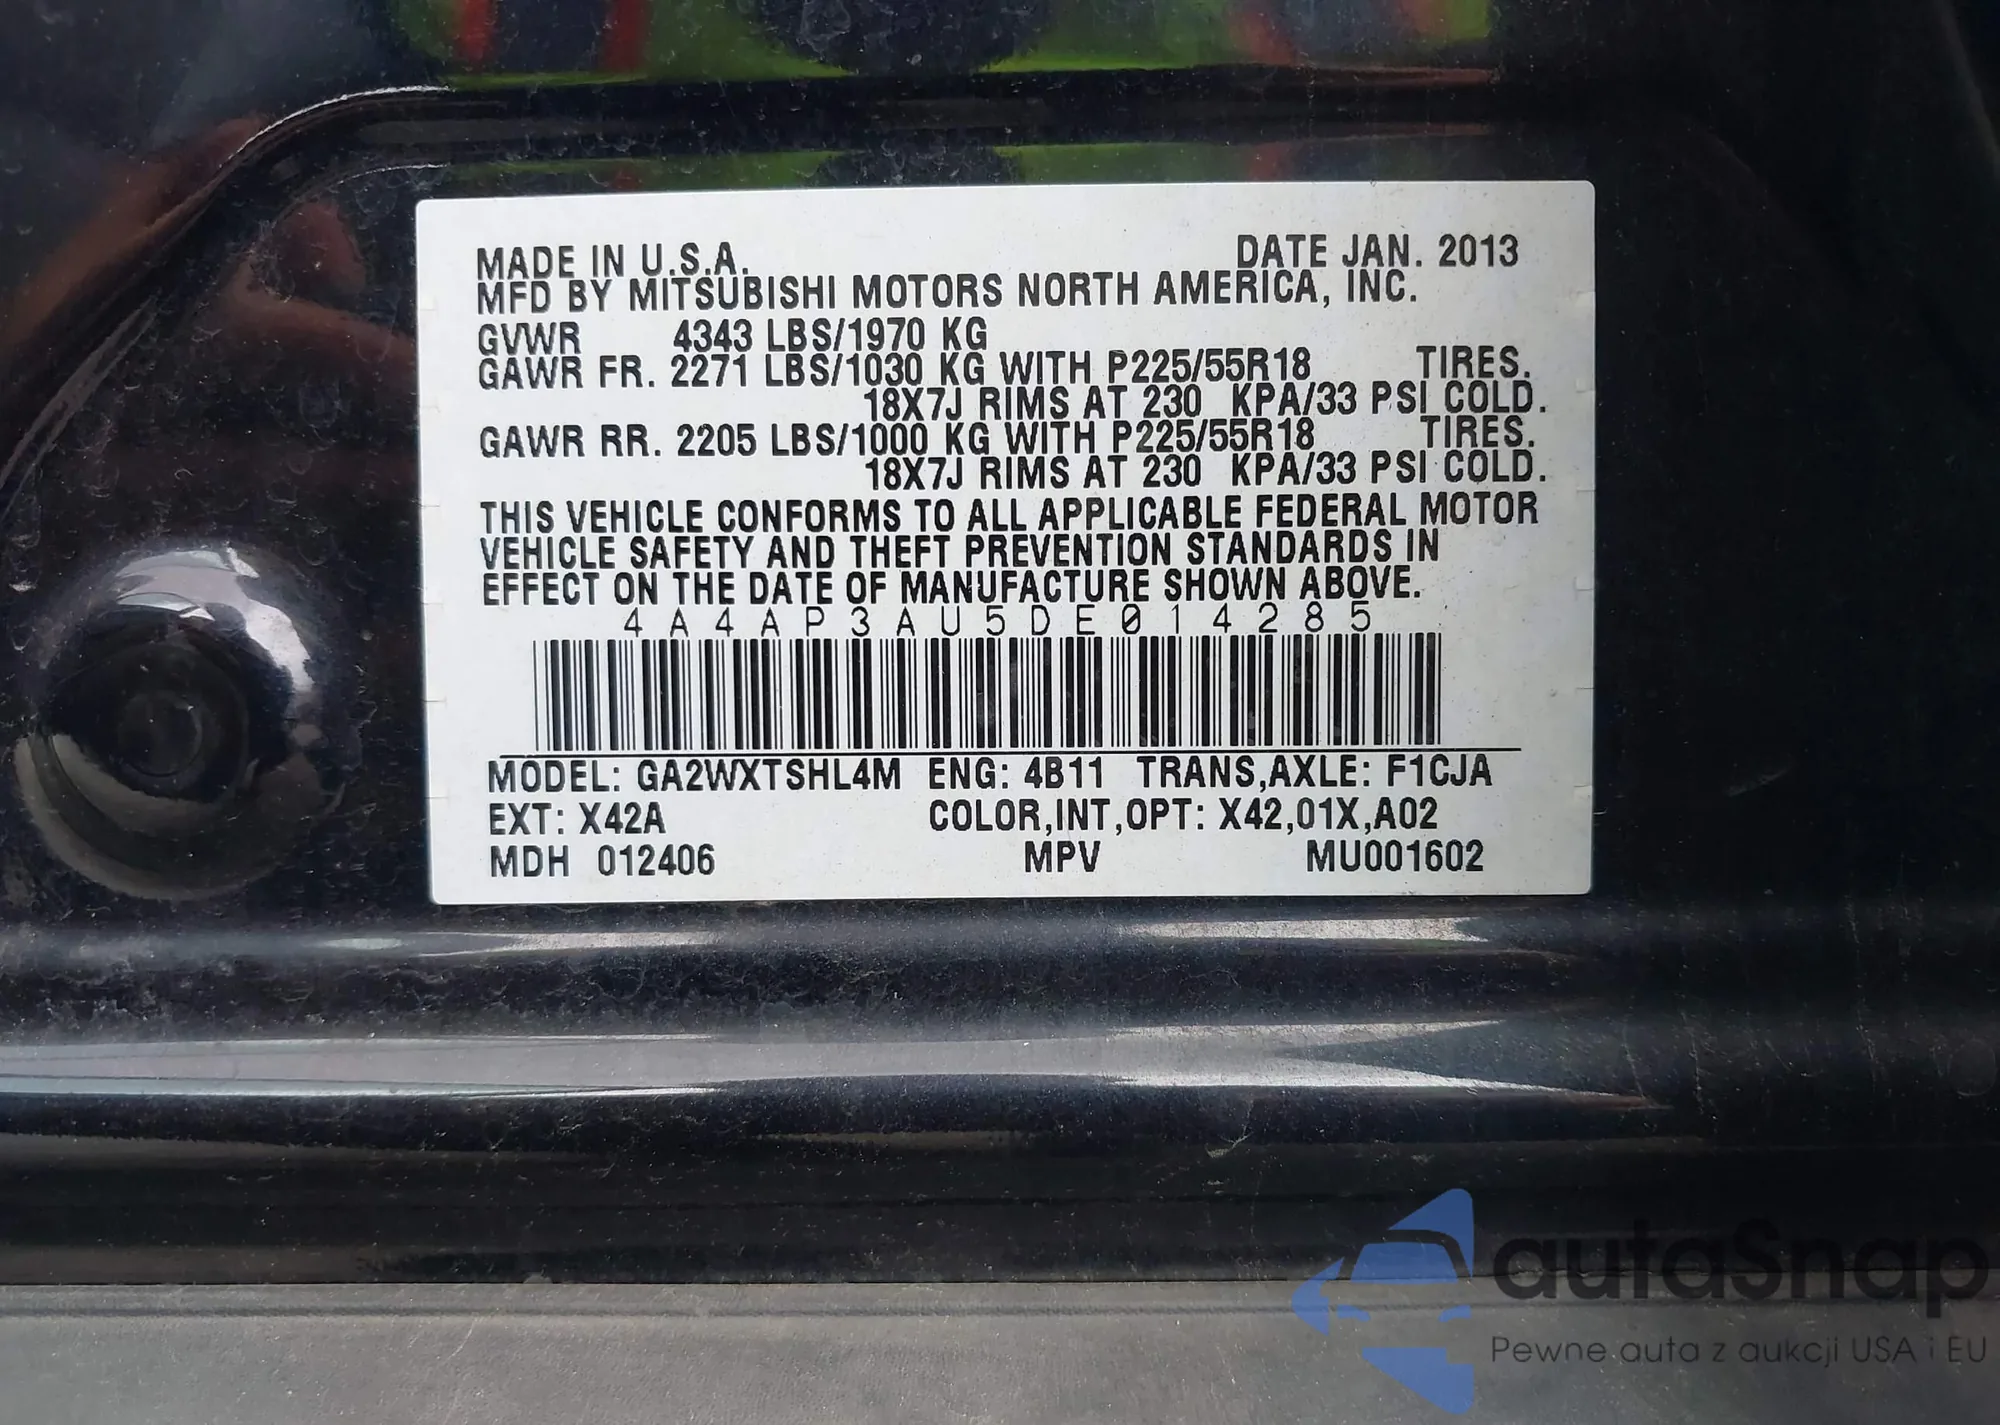 MADE IN U.S.A. DATE JAN. 2013
MFD BY MITSUBISHI MOTORS NORTH AMERICA, INC.
GVWR 4343 LBS/1970 KG
GAWR FR. 2271 LBS/1030 KG WITH P225/55R18 TIRES.
18X7J RIMS AT 230 KPA/33 PSI COLD.
GAWR RR. 2205 LBS/1000 KG WITH P225/55R18 TIRES.
18X7J RIMS AT 230 KPA/33 PSI COLD.
THIS VEHICLE CONFORMS TO ALL APPLICABLE FEDERAL MOTOR
VEHICLE SAFETY AND THEFT PREVENTION STANDARDS IN
EFFECT ON THE DATE OF MANUFACTURE SHOWN ABOVE.
4A4AP3AU5DE014285
MODEL: GA2WXTSHL4M ENG: 4B11 TRANS,AXLE: F1CJA
EXT: X42A COLOR,INT,OPT: X42,01X,A02
MDH 012406 MPV MU001602
autaSnap
Pewne auta z aukcji USA i EU